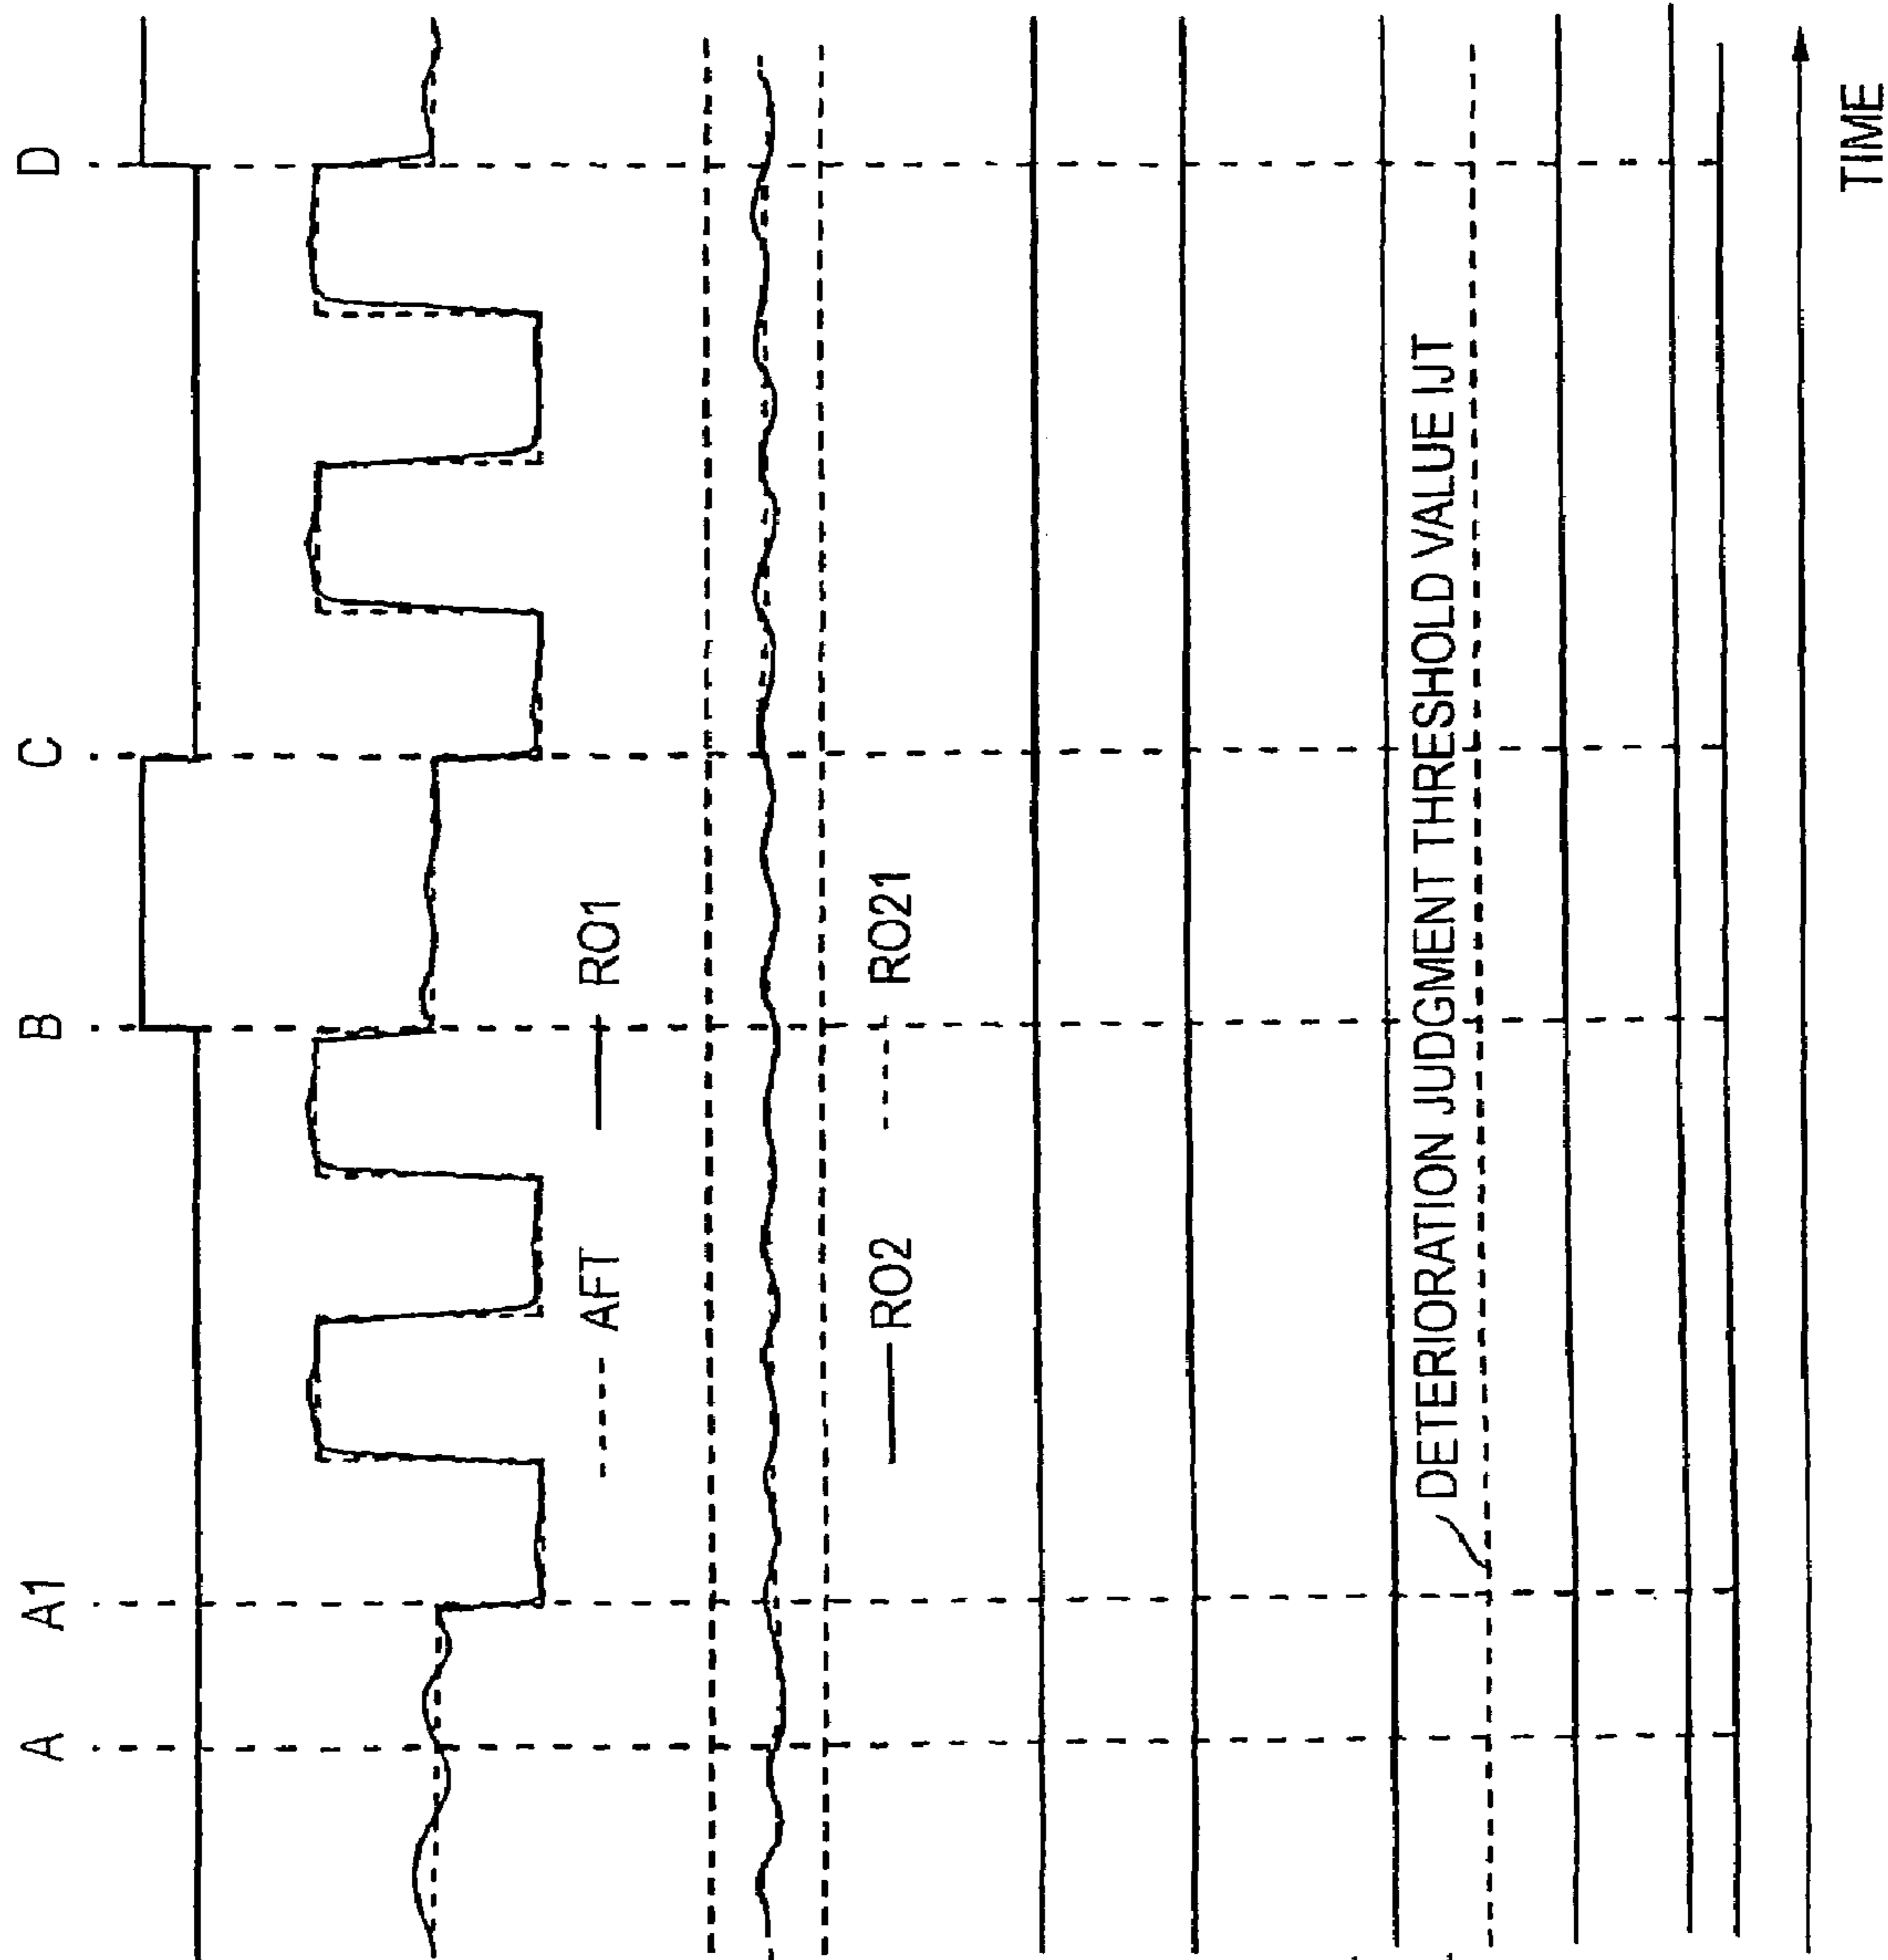 A A1 B C D
AFT RO1
RO2 RO21
DETERIORATION JUDGMENT THRESHOLD VALUE IJT
TIME